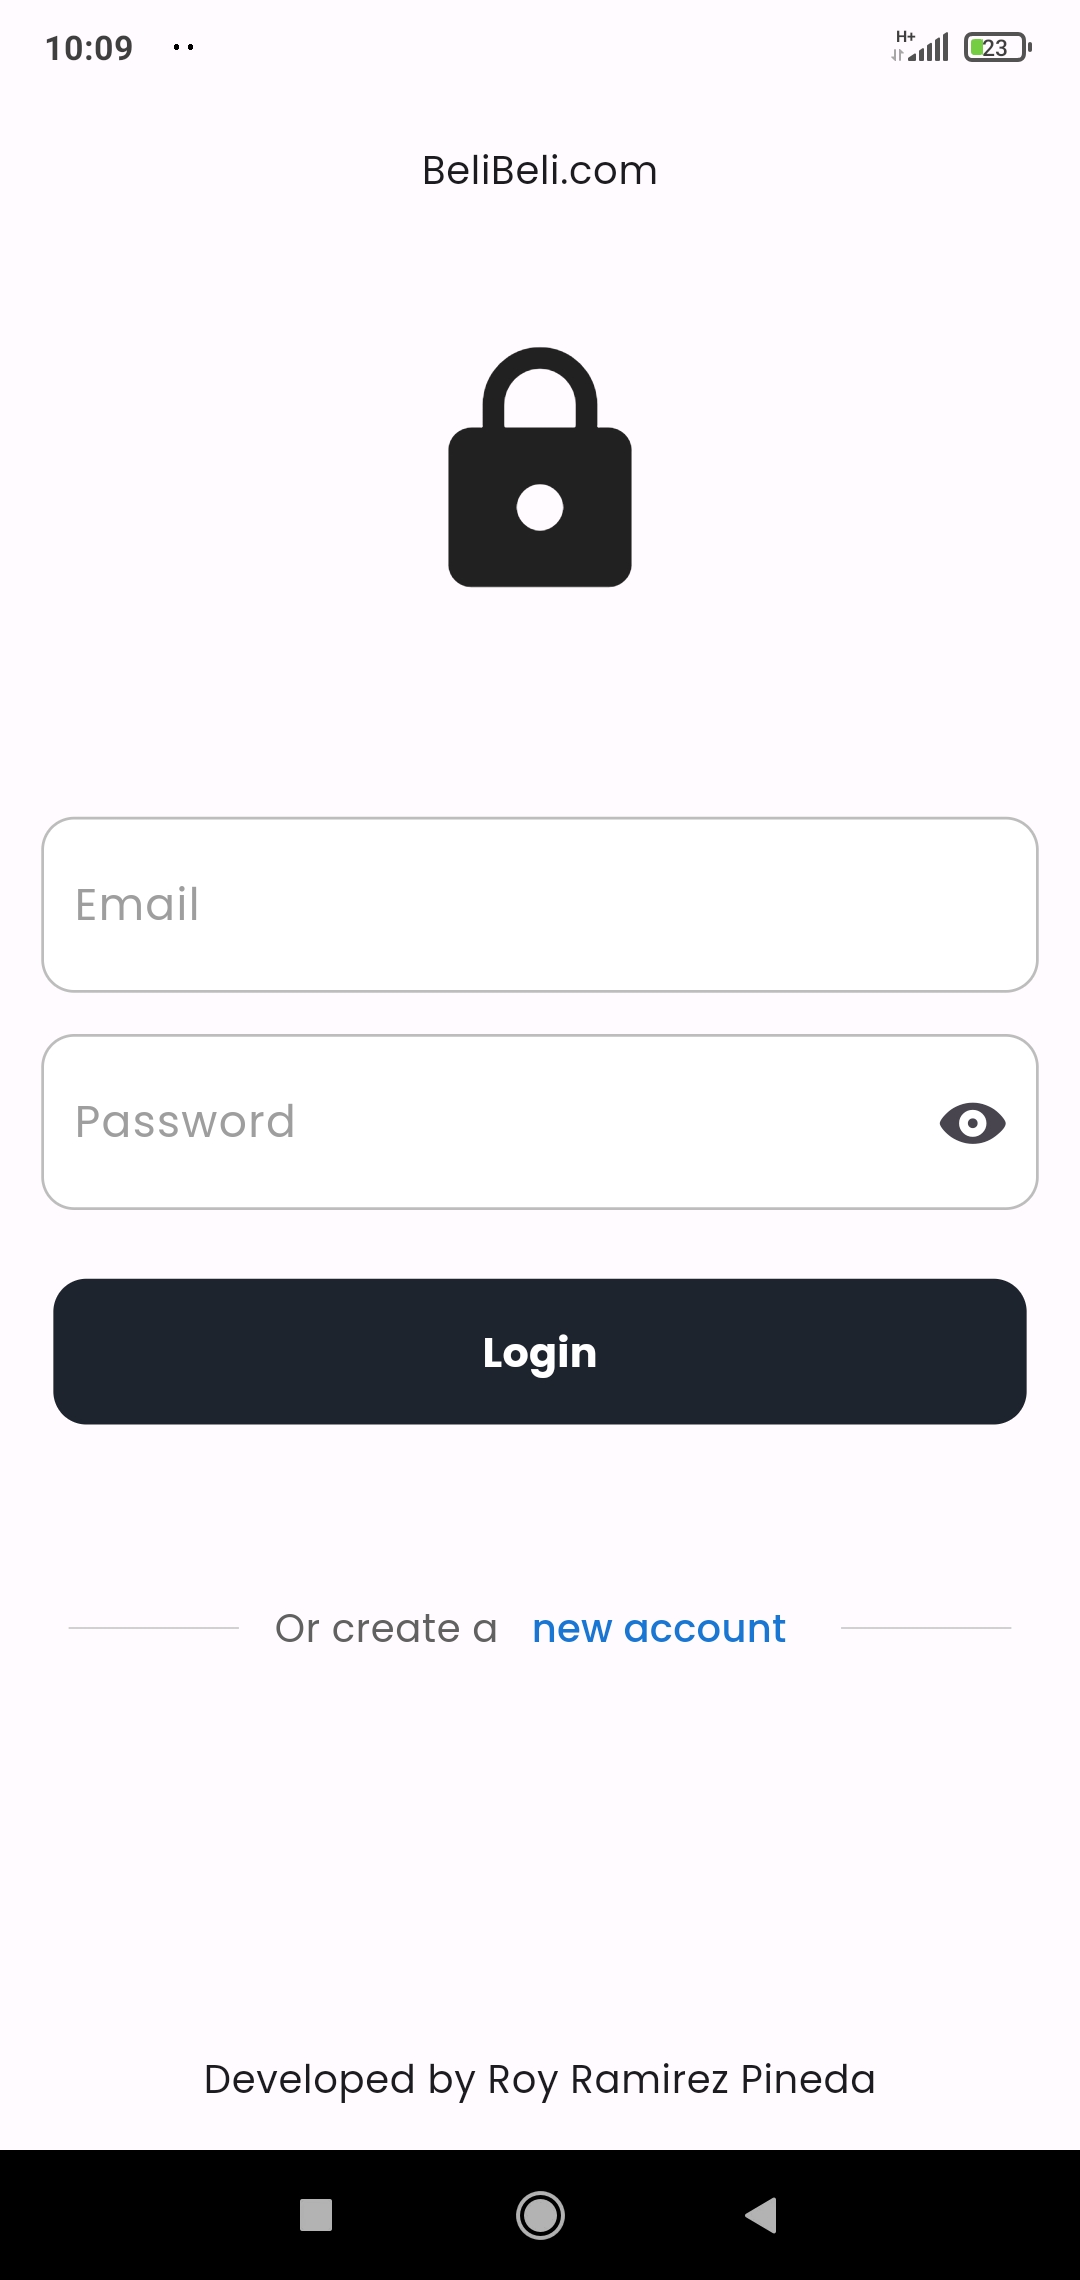 10:09
H+
23
BeliBeli.com
Email
Password
Login
Or create a new account
Developed by Roy Ramirez Pineda